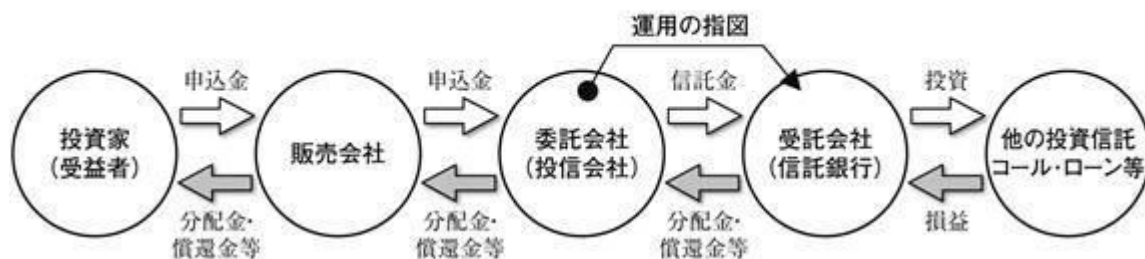 運用の指図
申込金
申込金
信託金
投資
投資家
(受益者)
販売会社
委託会社
(投信会社)
受託会社
(信託銀行)
他の投資信託
コール・ローン等
分配金・
償還金等
分配金・
償還金等
分配金・
償還金等
損益